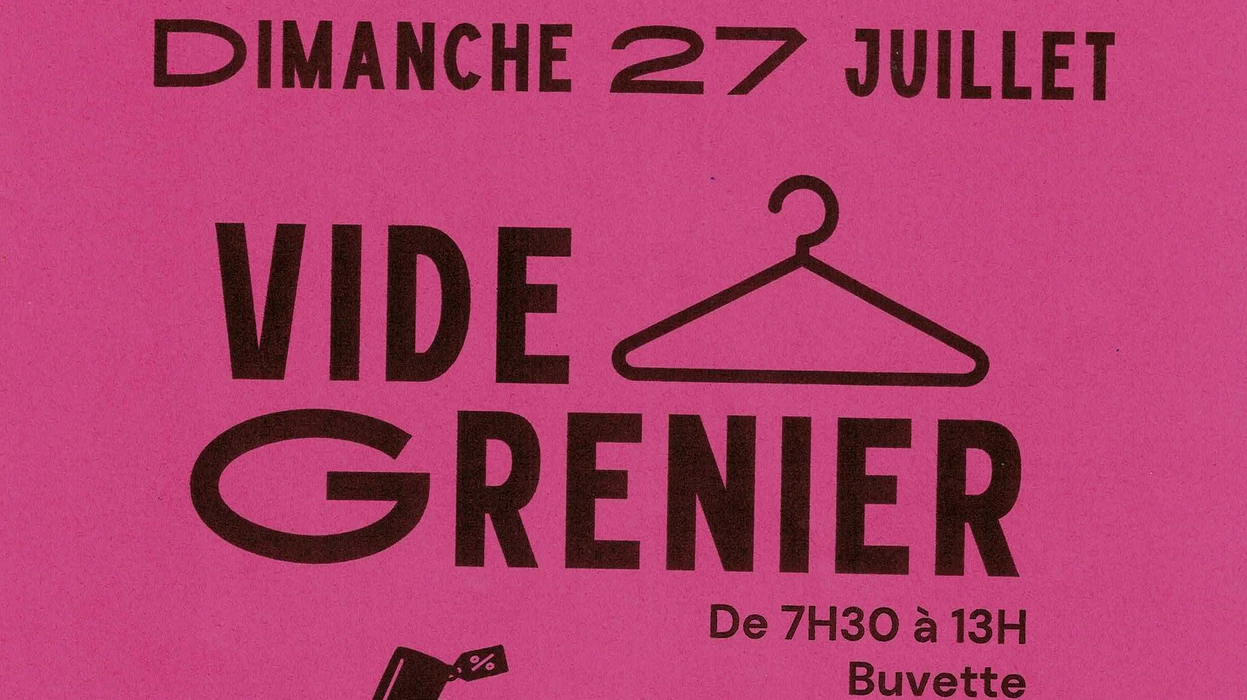 DIMANCHE 27 JUILLET
VIDE
GRENIER
De 7H30 à 13H
%
Buvette